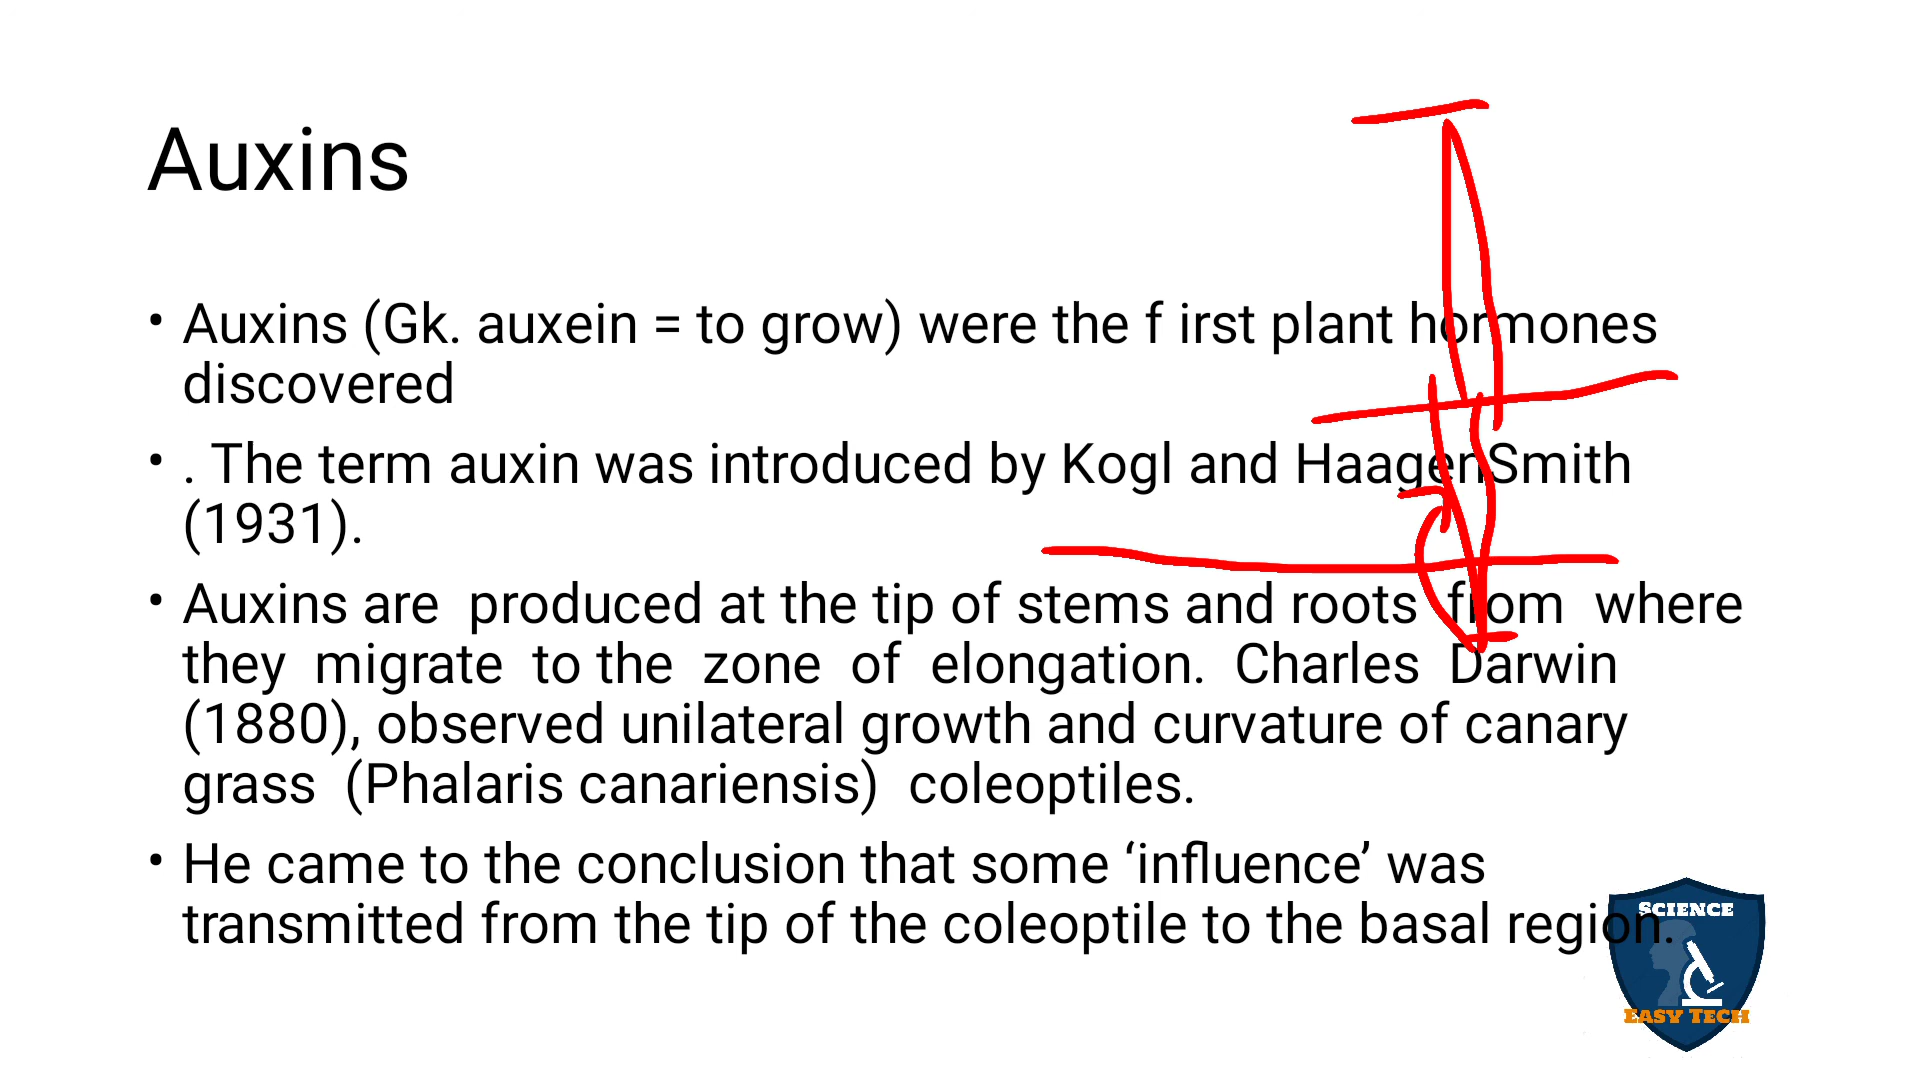 Auxins
• Auxins (Gk. auxein = to grow) were the f irst plant hormones
discovered
• . The term auxin was introduced by Kogl and HaagenSmith
(1931).
• Auxins are produced at the tip of stems and roots from where
they migrate to the zone of elongation. Charles Darwin
(1880), observed unilateral growth and curvature of canary
grass (Phalaris canariensis) coleoptiles.
• He came to the conclusion that some ‘influence’ was
transmitted from the tip of the coleoptile to the basal region.
SCIENCE
EASY TECH